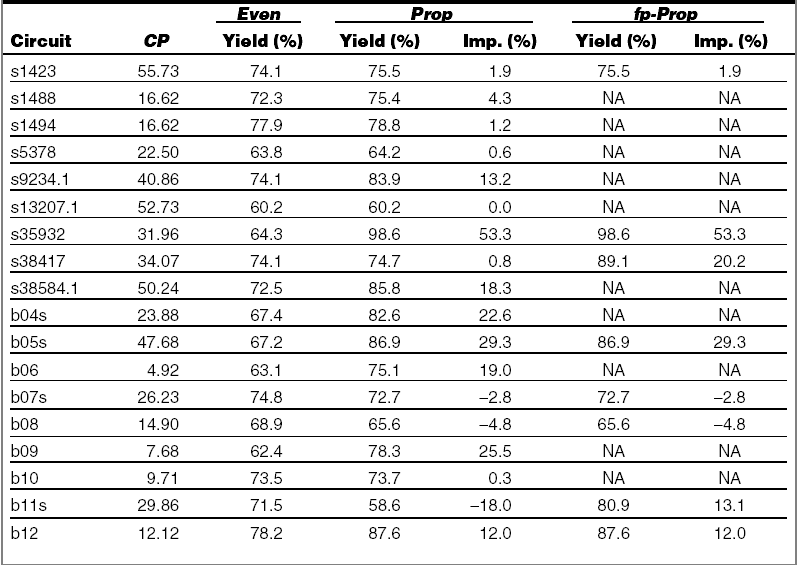 Even Prop fp-Prop
Circuit CP Yield (%) Yield (%) Imp. (%) Yield (%) Imp. (%)
s1423 55.73 74.1 75.5 1.9 75.5 1.9
s1488 16.62 72.3 75.4 4.3 NA NA
s1494 16.62 77.9 78.8 1.2 NA NA
s5378 22.50 63.8 64.2 0.6 NA NA
s9234.1 40.86 74.1 83.9 13.2 NA NA
s13207.1 52.73 60.2 60.2 0.0 NA NA
s35932 31.96 64.3 98.6 53.3 98.6 53.3
s38417 34.07 74.1 74.7 0.8 89.1 20.2
s38584.1 50.24 72.5 85.8 18.3 NA NA
b04s 23.88 67.4 82.6 22.6 NA NA
b05s 47.68 67.2 86.9 29.3 86.9 29.3
b06 4.92 63.1 75.1 19.0 NA NA
b07s 26.23 74.8 72.7 –2.8 72.7 –2.8
b08 14.90 68.9 65.6 –4.8 65.6 –4.8
b09 7.68 62.4 78.3 25.5 NA NA
b10 9.71 73.5 73.7 0.3 NA NA
b11s 29.86 71.5 58.6 –18.0 80.9 13.1
b12 12.12 78.2 87.6 12.0 87.6 12.0